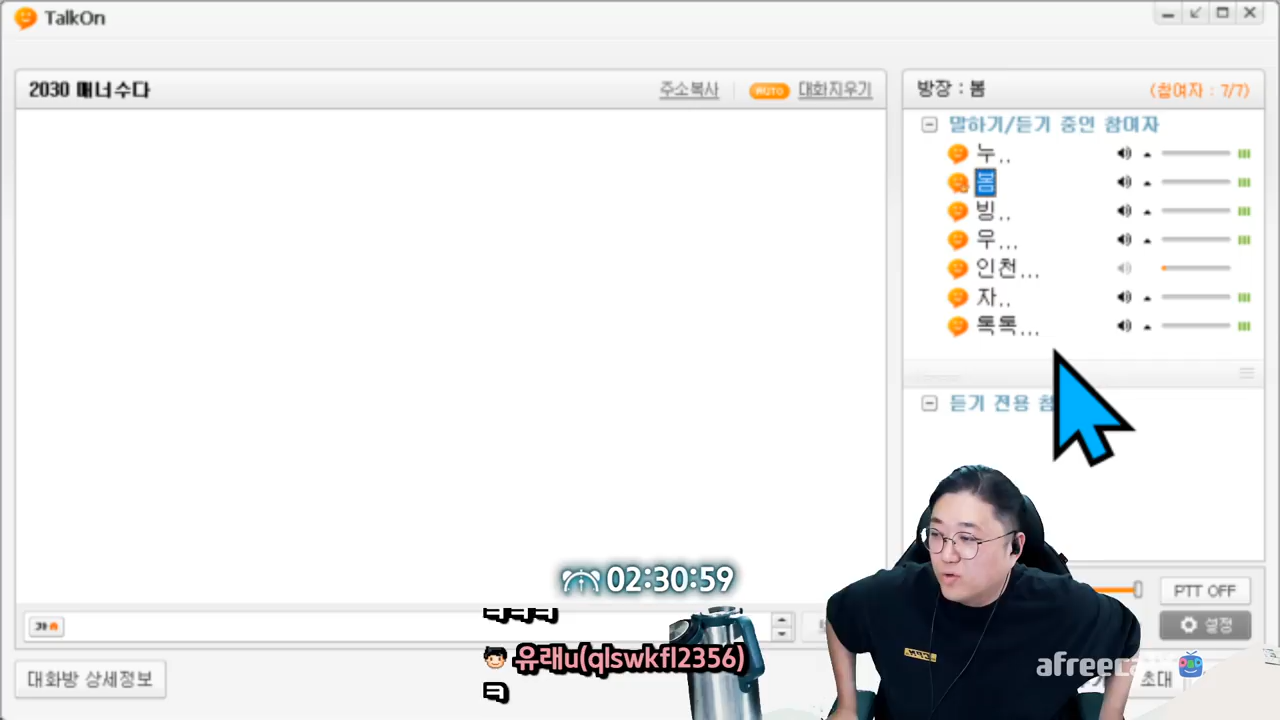 TalkOn
2030 매너수다
주소복사
AUTO
대화지우기
방장 : 봄
(참여자 : 7/7)
말하기/듣기 중인 참여자
누..
봄
빙..
우...
인천...
자..
톡톡...
듣기 전용 참
02:30:59
PTT OFF
ㅋㅋㅋㅋ
가
설정
유래u(qlswkfl2356)
ㅋ
대화방 상세정보
초대